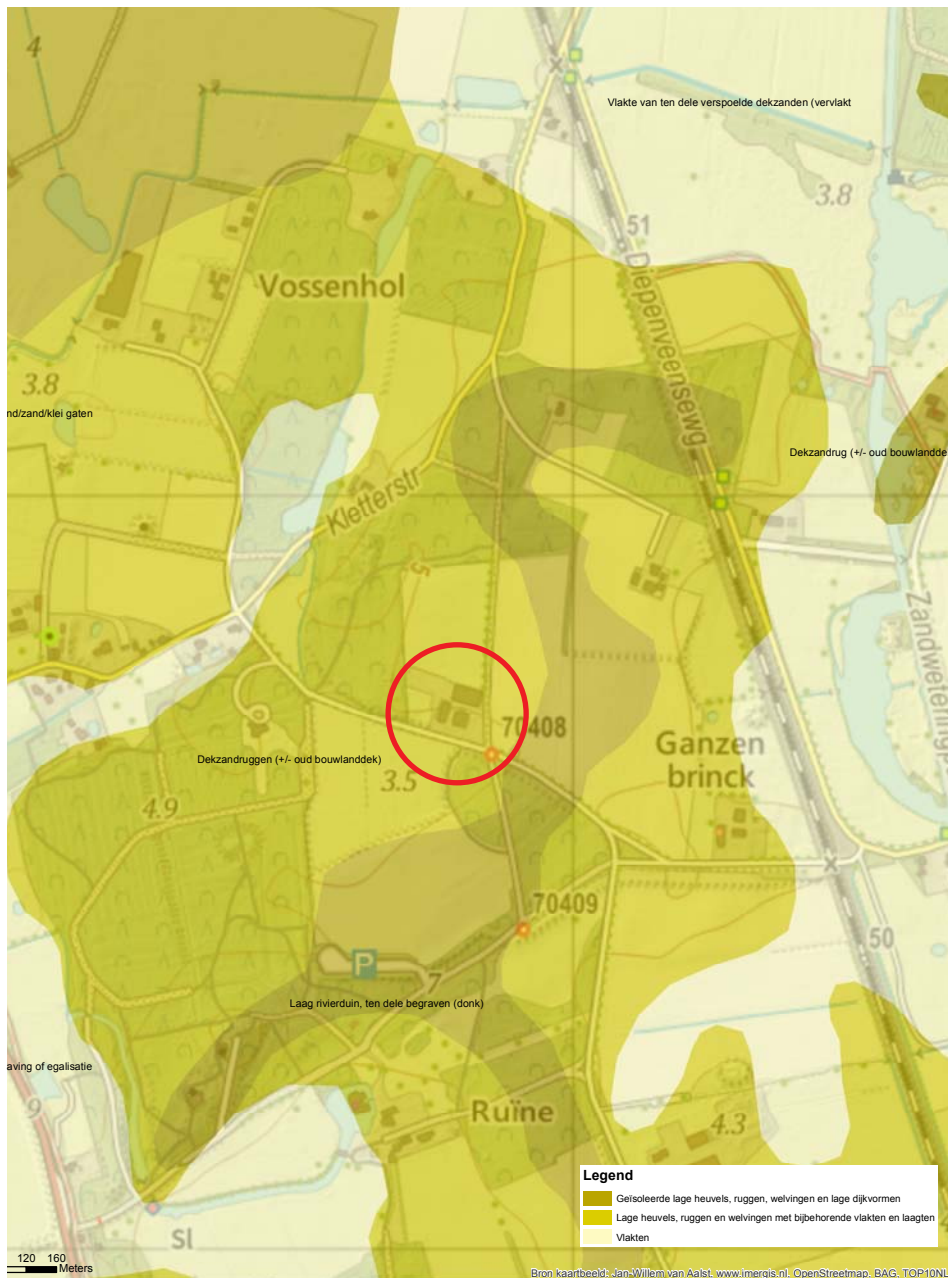 4
Vlakte van ten dele verspoelde dekzanden (vervlakt
3.8
51
Diepenveensewg
Vossenhol
3.8
nd/zand/klei gaten
Dekzandrug (+/- oud bouwlandde
Kletterstr
5
Zandwetering
70408
Ganzen
brinck
Dekzandruggen (+/- oud bouwlanddek)
3.5
4.9
70409
50
P
7
Laag rivierduin, ten dele begraven (donk)
aving of egalisatie
9
Ruïne
4.3
Legend
Geïsoleerde lage heuvels, ruggen, welvingen en lage dijkvormen
Lage heuvels, ruggen en welvingen met bijbehorende vlakten en laagten
Vlakten
Sl
120 160
Meters
Bron kaartbeeld: Jan-Willem van Aalst, www.imergis.nl, OpenStreetmap, BAG, TOP10NL